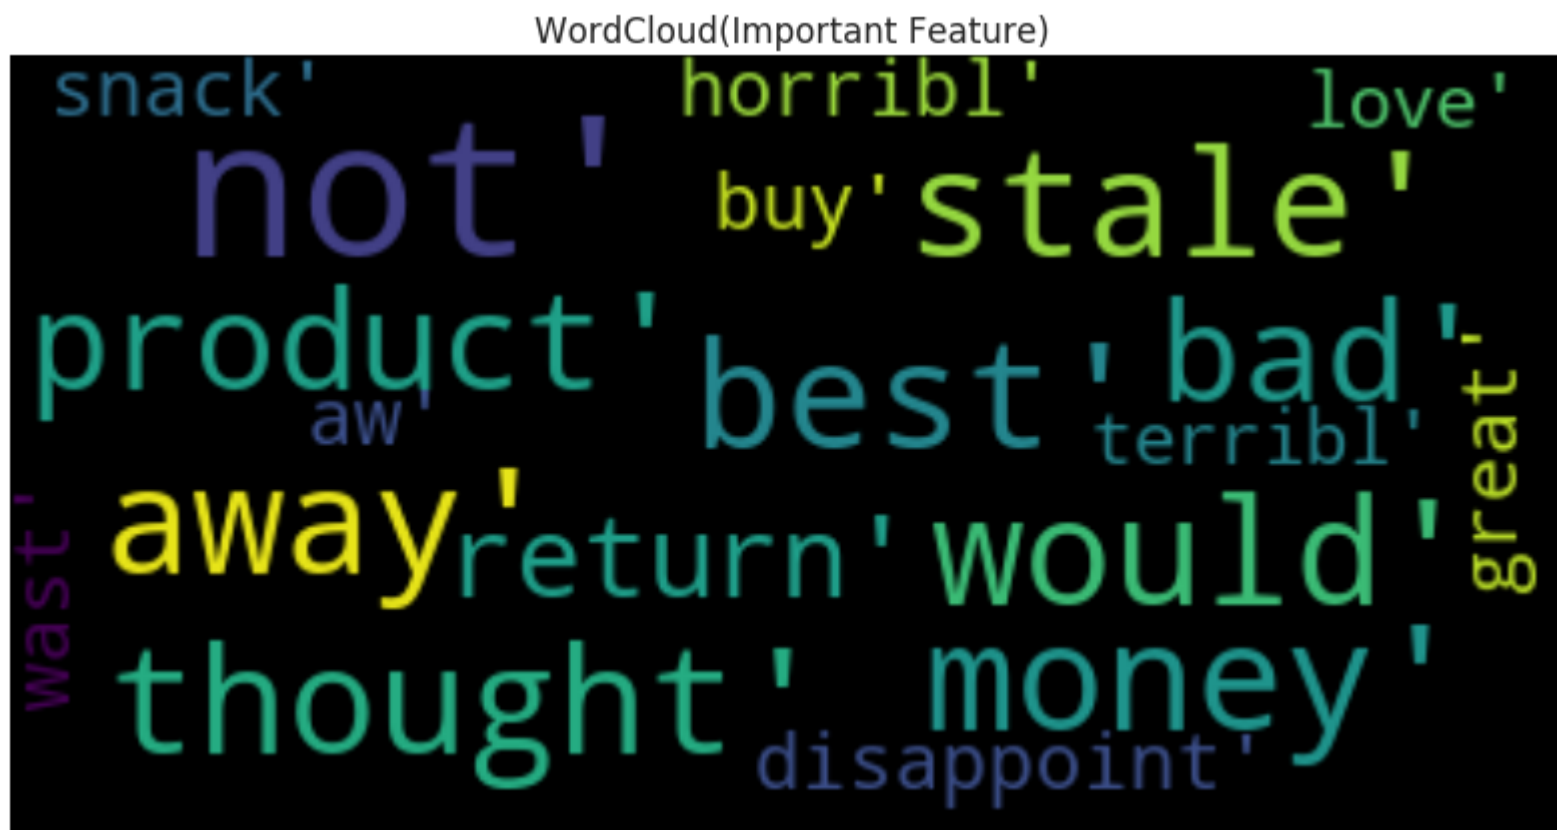 WordCloud(Important Feature)
snack'
horribl'
love'
not'
buy'
stale'
product'
best'
bad'
great'
aw'
terribl'
away'
return'
would'
wast'
thought'
money'
disappoint'